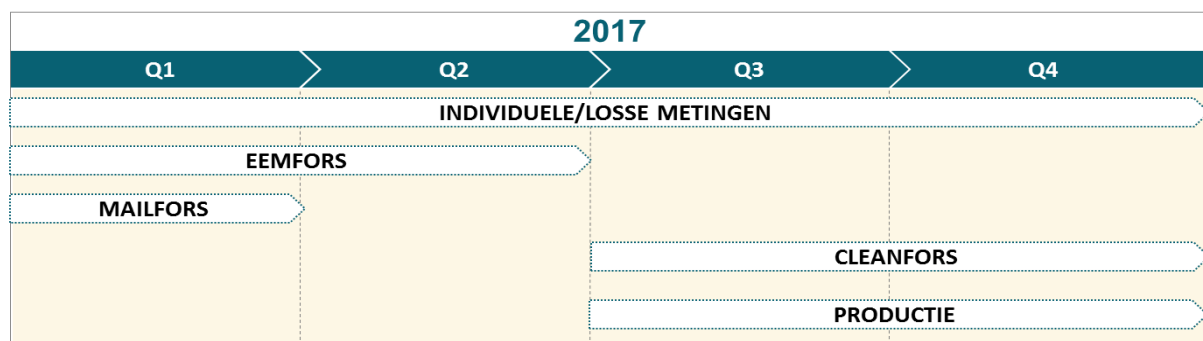 2017
Q1 Q2 Q3 Q4
INDIVIDUELE/LOSSE METINGEN
EEMFORS
MAILFORS
CLEANFORS
PRODUCTIE